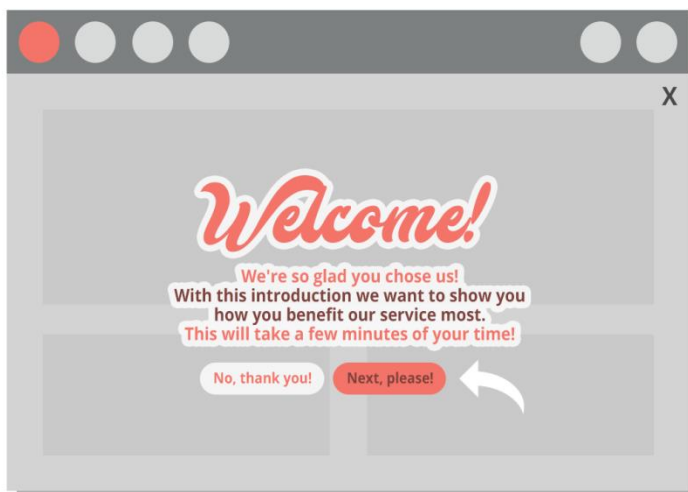 X
Welcome!
We're so glad you chose us!
With this introduction we want to show you
how you benefit our service most.
This will take a few minutes of your time!
No, thank you! Next, please!